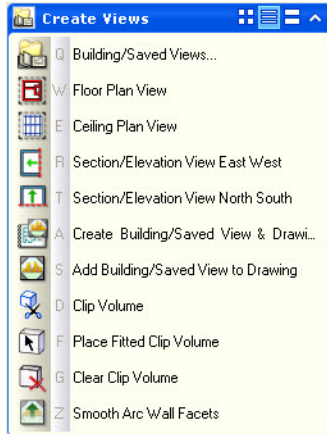 Create Views
Q Building/Saved Views...
W Floor Plan View
E Ceiling Plan View
R Section/Elevation View East West
T Section/Elevation View North South
A Create Building/Saved View & Drawi...
S Add Building/Saved View to Drawing
D Clip Volume
F Place Fitted Clip Volume
G Clear Clip Volume
Z Smooth Arc Wall Facets